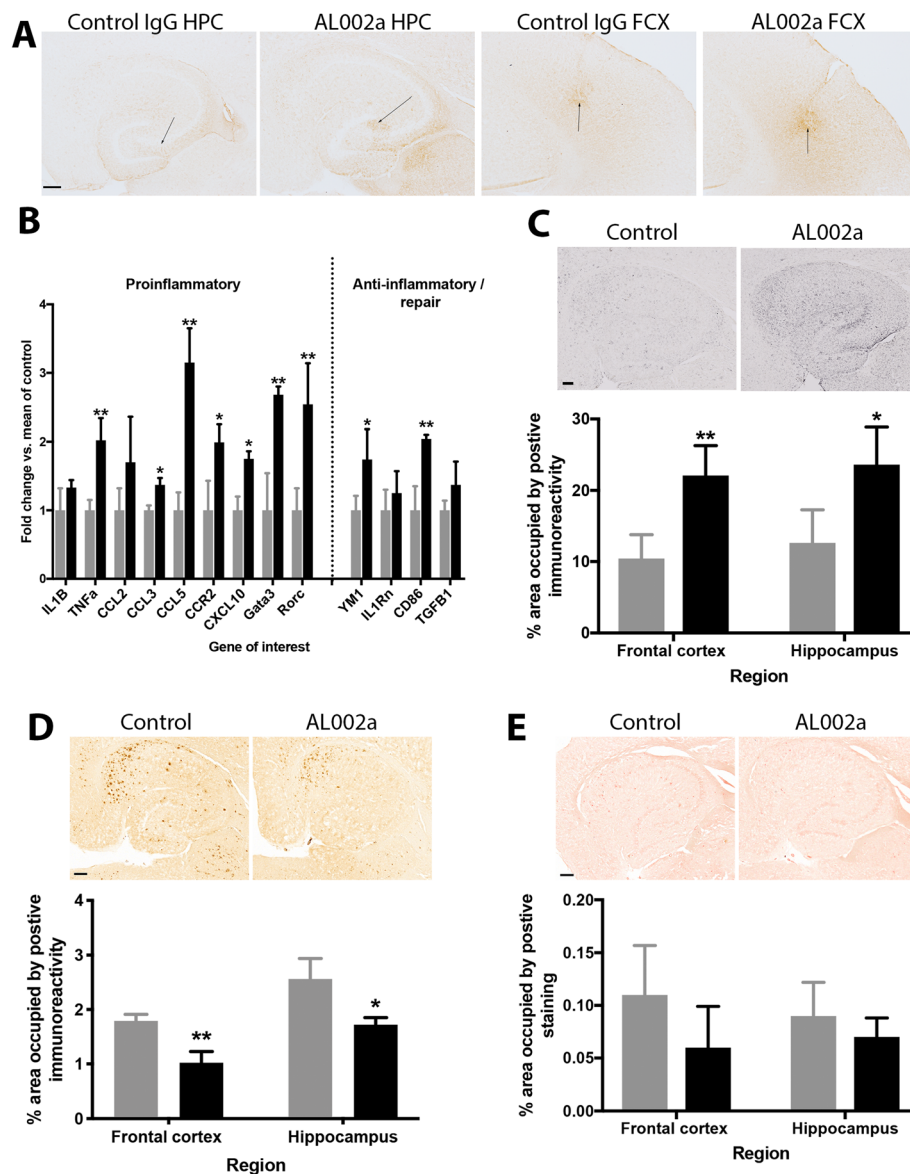 A
Control IgG HPC
AL002a HPC
Control IgG FCX
AL002a FCX
B
Proinflammatory
Anti-inflammatory /
repair
Fold change vs. mean of control
4
3
2
1
0
**
*
**
*
*
**
**
*
**
IL1B
TNFa
CCL2
CCL3
CCL5
CCR2
CXCL10
Gata3
Rorc
YM1
IL1Rn
CD86
TGFB1
Gene of interest
C
Control
AL002a
% area occupied by postive
immunoreactivity
30
20
10
0
**
*
Frontal cortex
Hippocampus
Region
D
Control
AL002a
% area occupied by postive
immunoreactivity
4
3
2
1
0
**
*
Frontal cortex
Hippocampus
Region
E
Control
AL002a
% area occupied by postive
staining
0.20
0.15
0.10
0.05
0.00
Frontal cortex
Hippocampus
Region